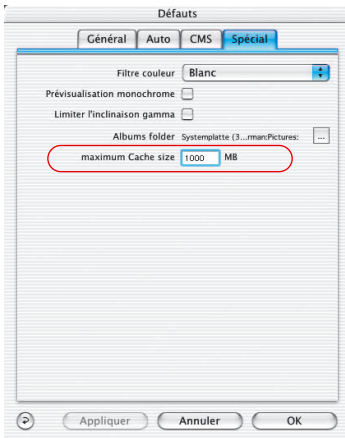 Défauts
Général Auto CMS Spécial
Filtre couleur Blanc
Prévisualisation monochrome
Limiter l'inclinaison gamma
Albums folder Systemplatte (3...rman:Pictures: ...
maximum Cache size 1000 MB
Appliquer Annuler OK